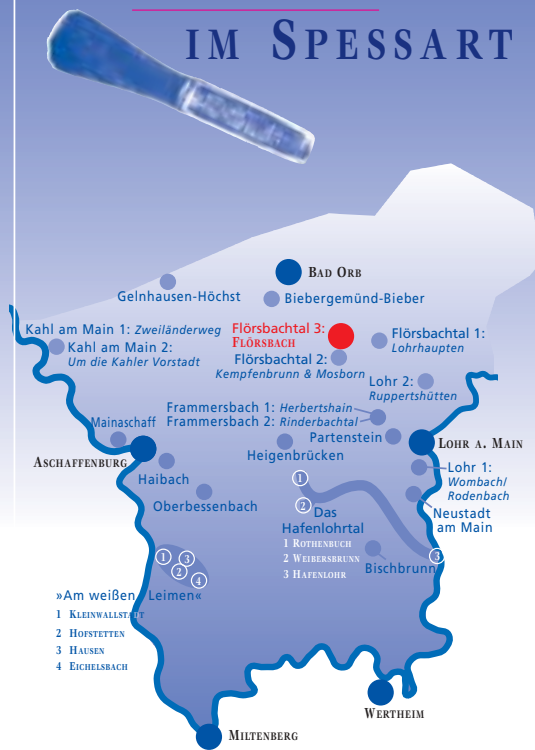 IM SPESSART
BAD ORB
Gelnhausen-Höchst
Biebergemünd-Bieber
Kahl am Main 1: Zweiländerweg
Kahl am Main 2:
Um die Kahler Vorstadt
Flörsbachtal 3:
FLÖRSBACH
Flörsbachtal 1:
Lohrhaupten
Flörsbachtal 2:
Kempfenbrunn & Mosborn
Lohr 2:
Ruppertshütten
Frammersbach 1: Herbertshain
Frammersbach 2: Rinderbachtal
Mainaschaff
Partenstein
LOHR A. MAIN
ASCHAFFENBURG
Heigenbrücken
Haibach
Lohr 1:
Wombach/
Rodenbach
Oberbessenbach
1
2
Das
Hafenlohrtal
1 ROTHENBUCH
2 WEIBERSBRUNN
3 HAFENLOHR
Neustadt
am Main
3
Bischbrunn
1
3
2
4
»Am weißen Leimen«
1 KLEINWALLSTADT
2 HOFSTETTEN
3 HAUSEN
4 EICHELSBACH
WERTHEIM
MILTENBERG